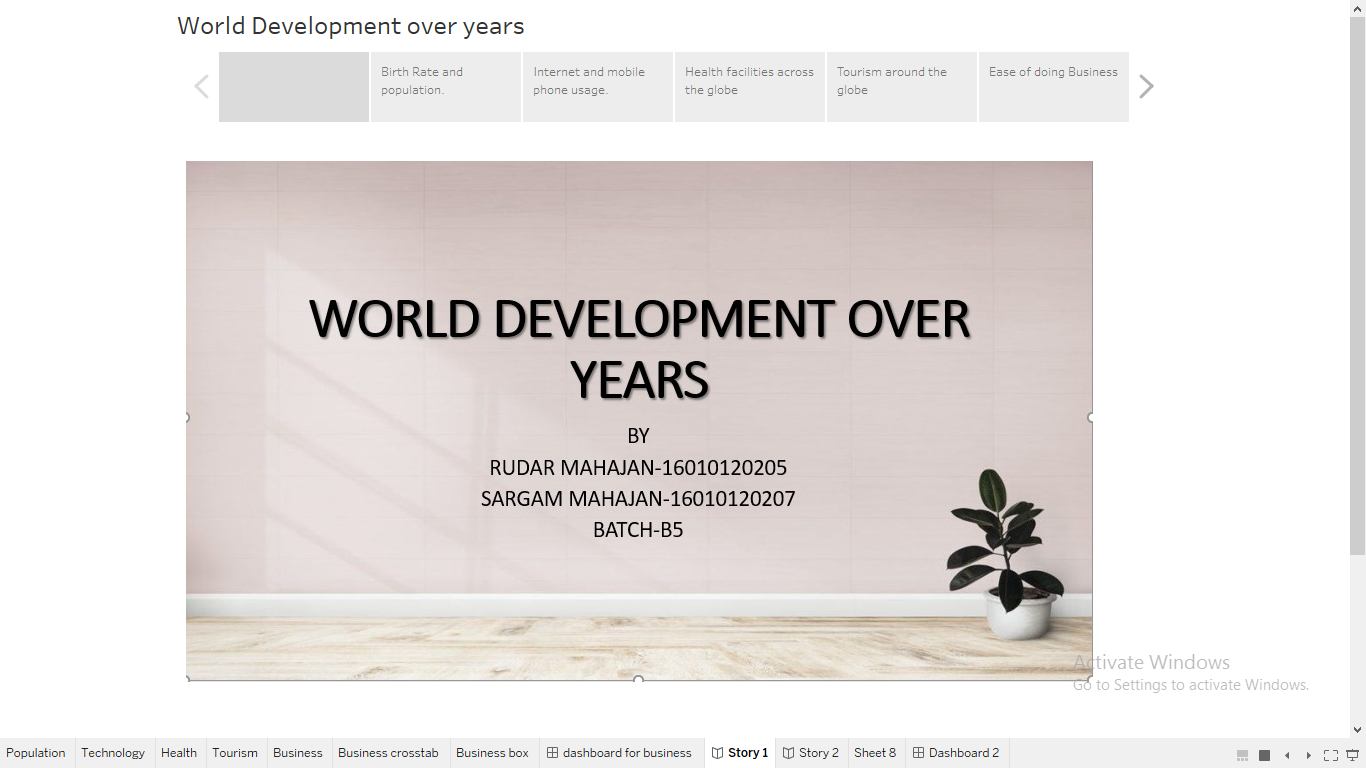 World Development over years
Birth Rate and
population.
Internet and mobile
phone usage.
Health facilities across
the globe
Tourism around the
globe
Ease of doing Business
WORLD DEVELOPMENT OVER
YEARS
BY
RUDAR MAHAJAN-16010120205
SARGAM MAHAJAN-16010120207
BATCH-B5
Activate Windows
Go to Settings to activate Windows.
Population Technology Health Tourism Business Business crosstab Business box dashboard for business Story 1 Story 2 Sheet 8 Dashboard 2